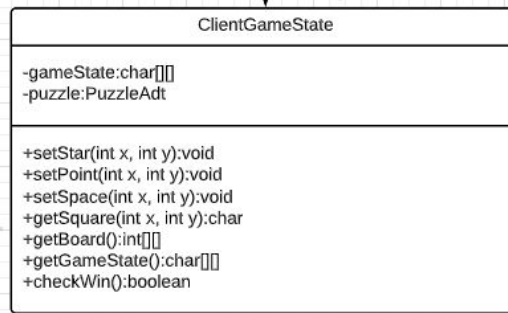 ClientGameState
-gameState:char[][]
-puzzle:PuzzleAdt
+setStar(int x, int y):void
+setPoint(int x, int y):void
+setSpace(int x, int y):void
+getSquare(int x, int y):char
+getBoard():int[][]
+getGameState():char[][]
+checkWin():boolean